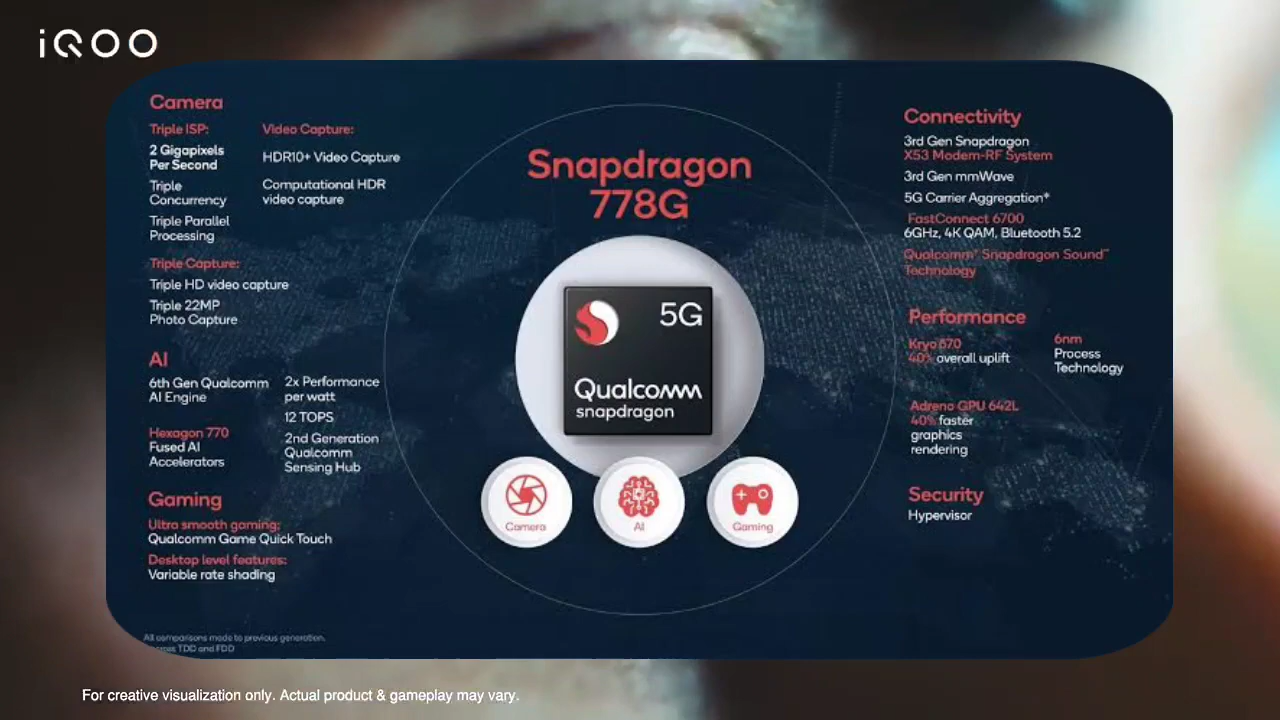 iQOO
Camera
Triple ISP:
2 Gigapixels
Per Second
Triple
Concurrency
Triple Parallel
Processing
Video Capture:
HDR10+ Video Capture
Computational HDR
video capture
Triple Capture:
Triple HD video capture
Triple 22MP
Photo Capture
AI
6th Gen Qualcomm
AI Engine
Hexagon 770
Fused AI
Accelerators
2x Performance
per watt
12 TOPS
2nd Generation
Qualcomm
Sensing Hub
Gaming
Ultra smooth gaming:
Qualcomm Game Quick Touch
Desktop level features:
Variable rate shading
All comparisons made to previous generation.
TDD and FDD
Snapdragon
778G
5G
Qualcomm
snapdragon
Camera
AI
Gaming
Connectivity
3rd Gen Snapdragon
X53 Modem-RF System
3rd Gen mmWave
5G Carrier Aggregation*
FastConnect 6700
6GHz, 4K QAM, Bluetooth 5.2
Qualcomm® Snapdragon Sound™
Technology
Performance
Kryo 670
40% overall uplift
6nm
Process
Technology
Adreno GPU 642L
40% faster
graphics
rendering
Security
Hypervisor
For creative visualization only. Actual product & gameplay may vary.